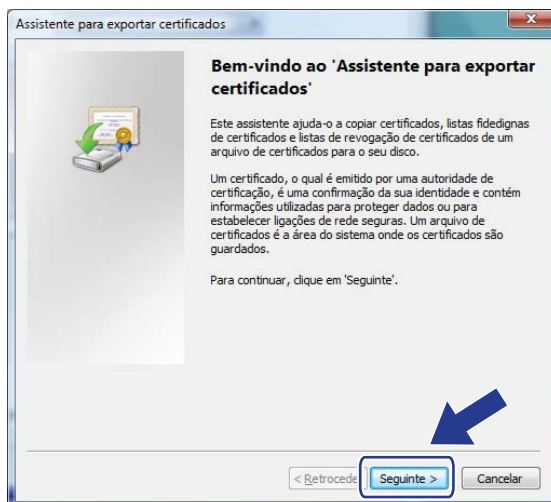 Assistente para exportar certificados
Bem-vindo ao 'Assistente para exportar
certificados'
Este assistente ajuda-o a copiar certificados, listas fidedignas
de certificados e listas de revogação de certificados de um
arquivo de certificados para o seu disco.
Um certificado, o qual é emitido por uma autoridade de
certificação, é uma confirmação da sua identidade e contém
informações utilizadas para proteger dados ou para
estabelecer ligações de rede seguras. Um arquivo de
certificados é a área do sistema onde os certificados são
guardados.
Para continuar, clique em 'Seguinte'.
< Retrocede Seguinte > Cancelar